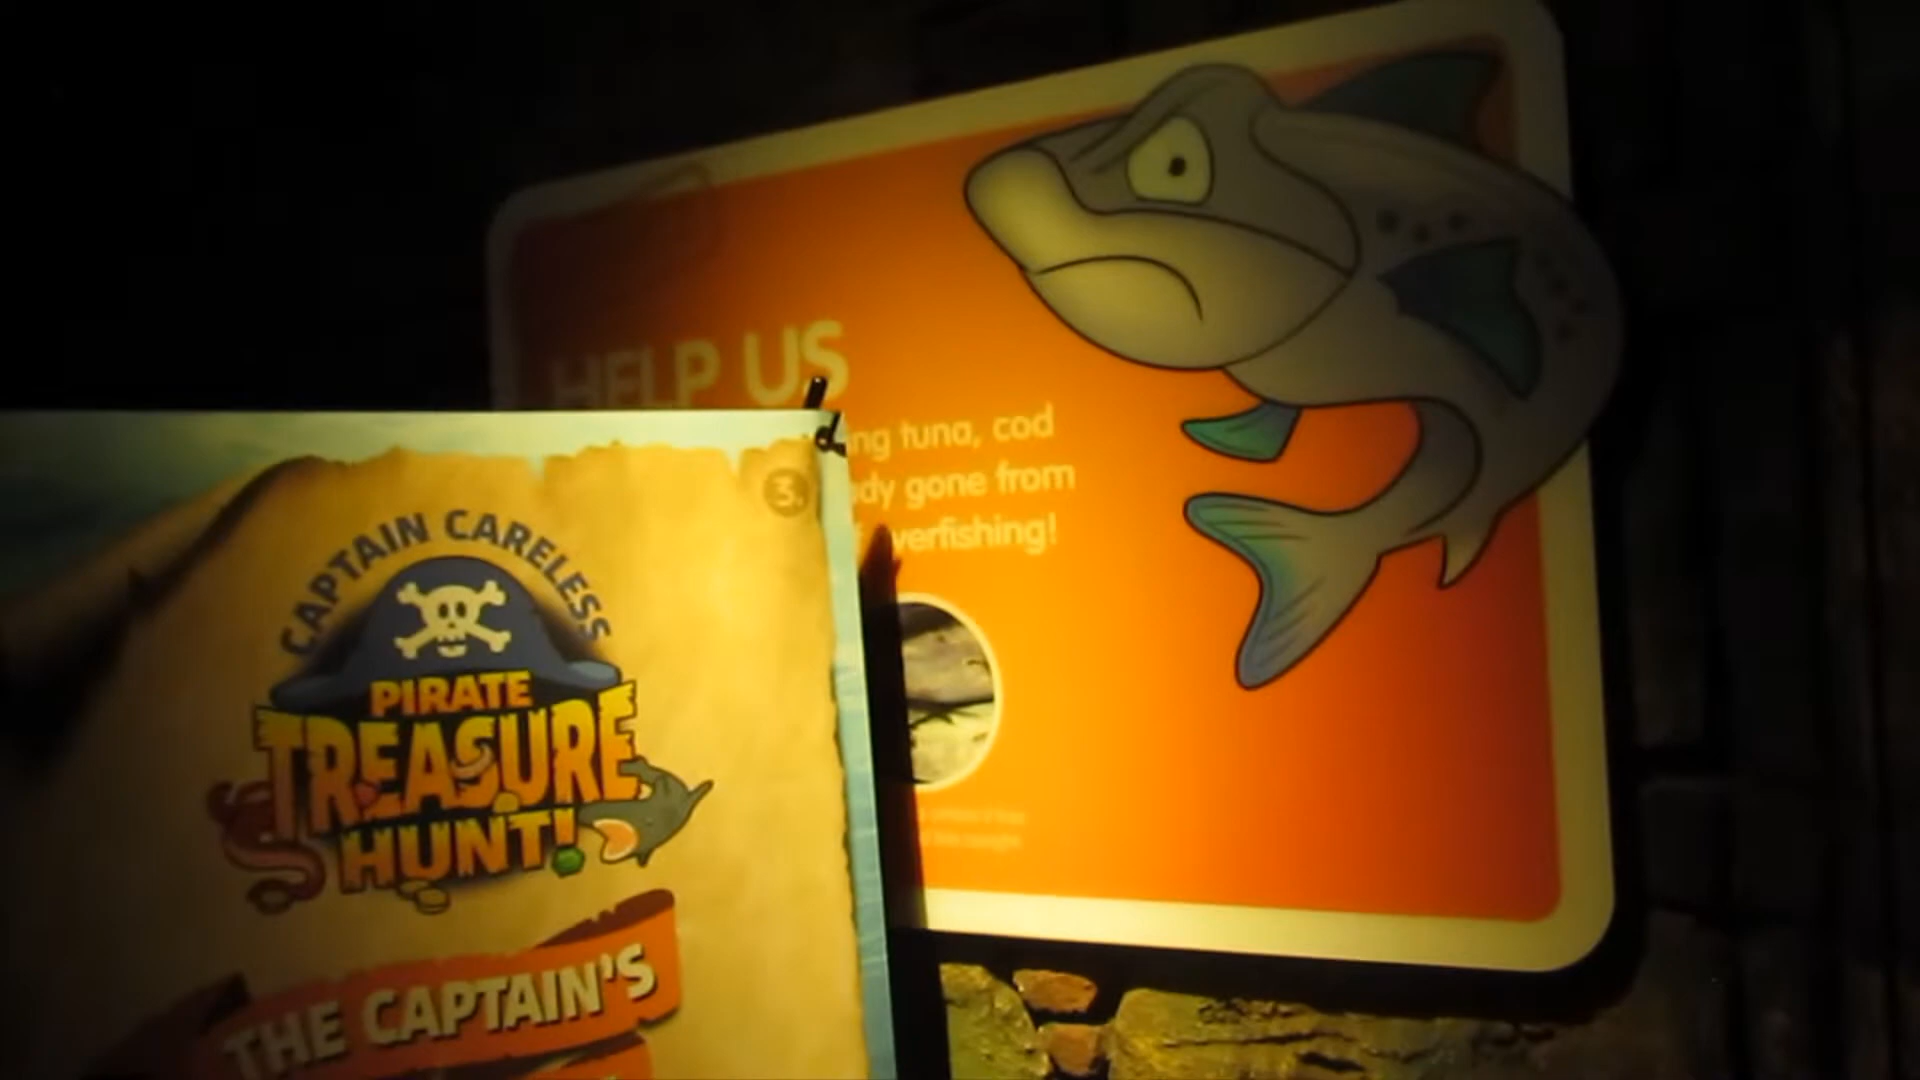 HELP US
ng tuna, cod
dy gone from
verfishing!
3.
CAPTAIN CARELESS
PIRATE
TREASURE
HUNT!
THE CAPTAIN'S